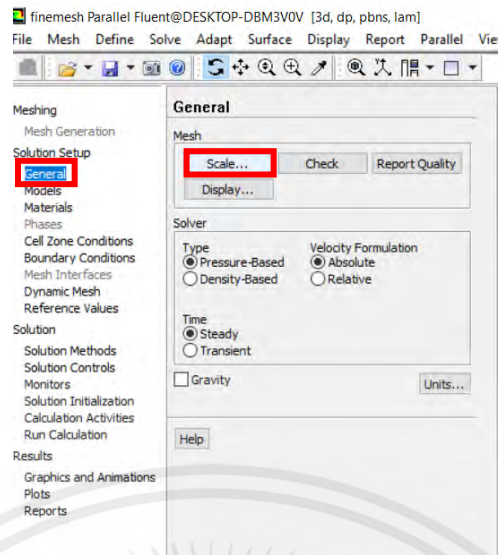 finemesh Parallel Fluent@DESKTOP-DBM3V0V [3d, dp, pbns, lam]
File Mesh Define Solve Adapt Surface Display Report Parallel Vie
Meshing
Mesh Generation
Solution Setup
General
Models
Materials
Phases
Cell Zone Conditions
Boundary Conditions
Mesh Interfaces
Dynamic Mesh
Reference Values
Solution
Solution Methods
Solution Controls
Monitors
Solution Initialization
Calculation Activities
Run Calculation
Results
Graphics and Animations
Plots
Reports
General
Mesh
Scale... Check Report Quality
Display...
Solver
Type Velocity Formulation
Pressure-Based Absolute
Density-Based Relative
Time
Steady
Transient
Gravity Units...
Help